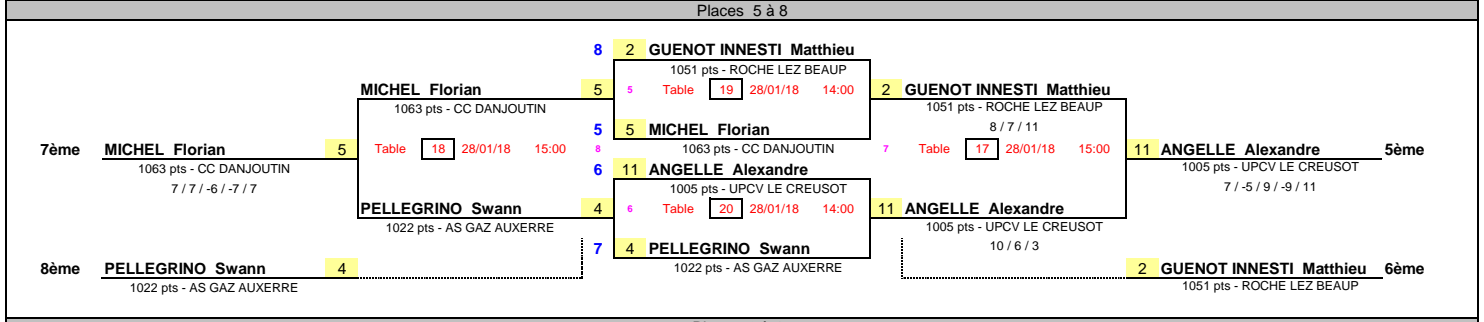 Places 5 à 8
8 2 GUENOT INNESTI Matthieu
1051 pts - ROCHE LEZ BEAUP
MICHEL Florian 5 5 Table 19 28/01/18 14:00 2 GUENOT INNESTI Matthieu
1063 pts - CC DANJOUTIN 1051 pts - ROCHE LEZ BEAUP
5 5 MICHEL Florian 8 / 7 / 11
7ème MICHEL Florian 5 Table 18 28/01/18 15:00 8 1063 pts - CC DANJOUTIN 7 Table 17 28/01/18 15:00 11 ANGELLE Alexandre 5ème
1063 pts - CC DANJOUTIN 6 11 ANGELLE Alexandre 1005 pts - UPCV LE CREUSOT
7 / 7 / -6 / -7 / 7 1005 pts - UPCV LE CREUSOT 7 / -5 / 9 / -9 / 11
PELLEGRINO Swann 4 6 Table 20 28/01/18 14:00 11 ANGELLE Alexandre
1022 pts - AS GAZ AUXERRE 1005 pts - UPCV LE CREUSOT
7 4 PELLEGRINO Swann 10 / 6 / 3
8ème PELLEGRINO Swann 4 1022 pts - AS GAZ AUXERRE 2 GUENOT INNESTI Matthieu 6ème
1022 pts - AS GAZ AUXERRE 1051 pts - ROCHE LEZ BEAUP